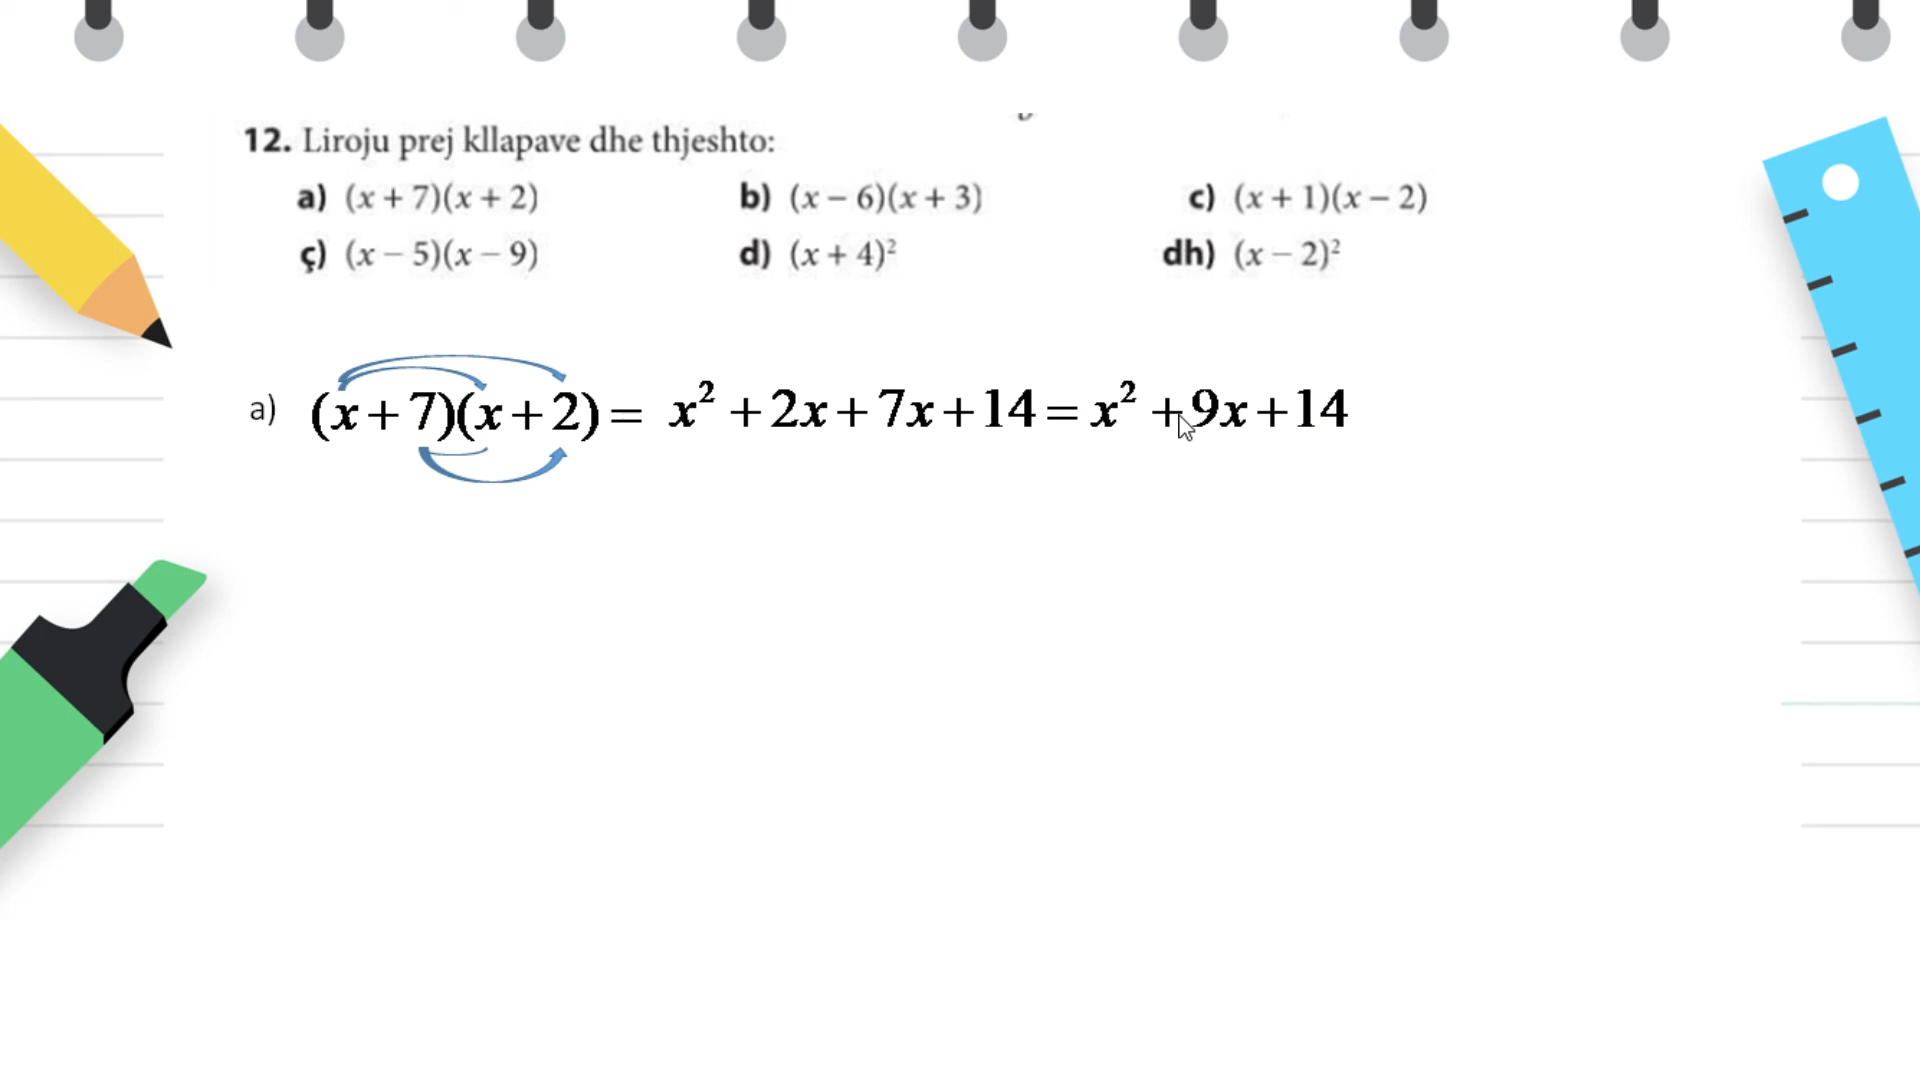 12. Liroju prej kllapave dhe thjeshto:
a) (x + 7)(x + 2) b) (x – 6)(x + 3) c) (x + 1)(x – 2)
ç) (x – 5)(x – 9) d) (x + 4)² dh) (x – 2)²
a) (x+7)(x+2)= x² +2x+7x+14= x² +9x+14